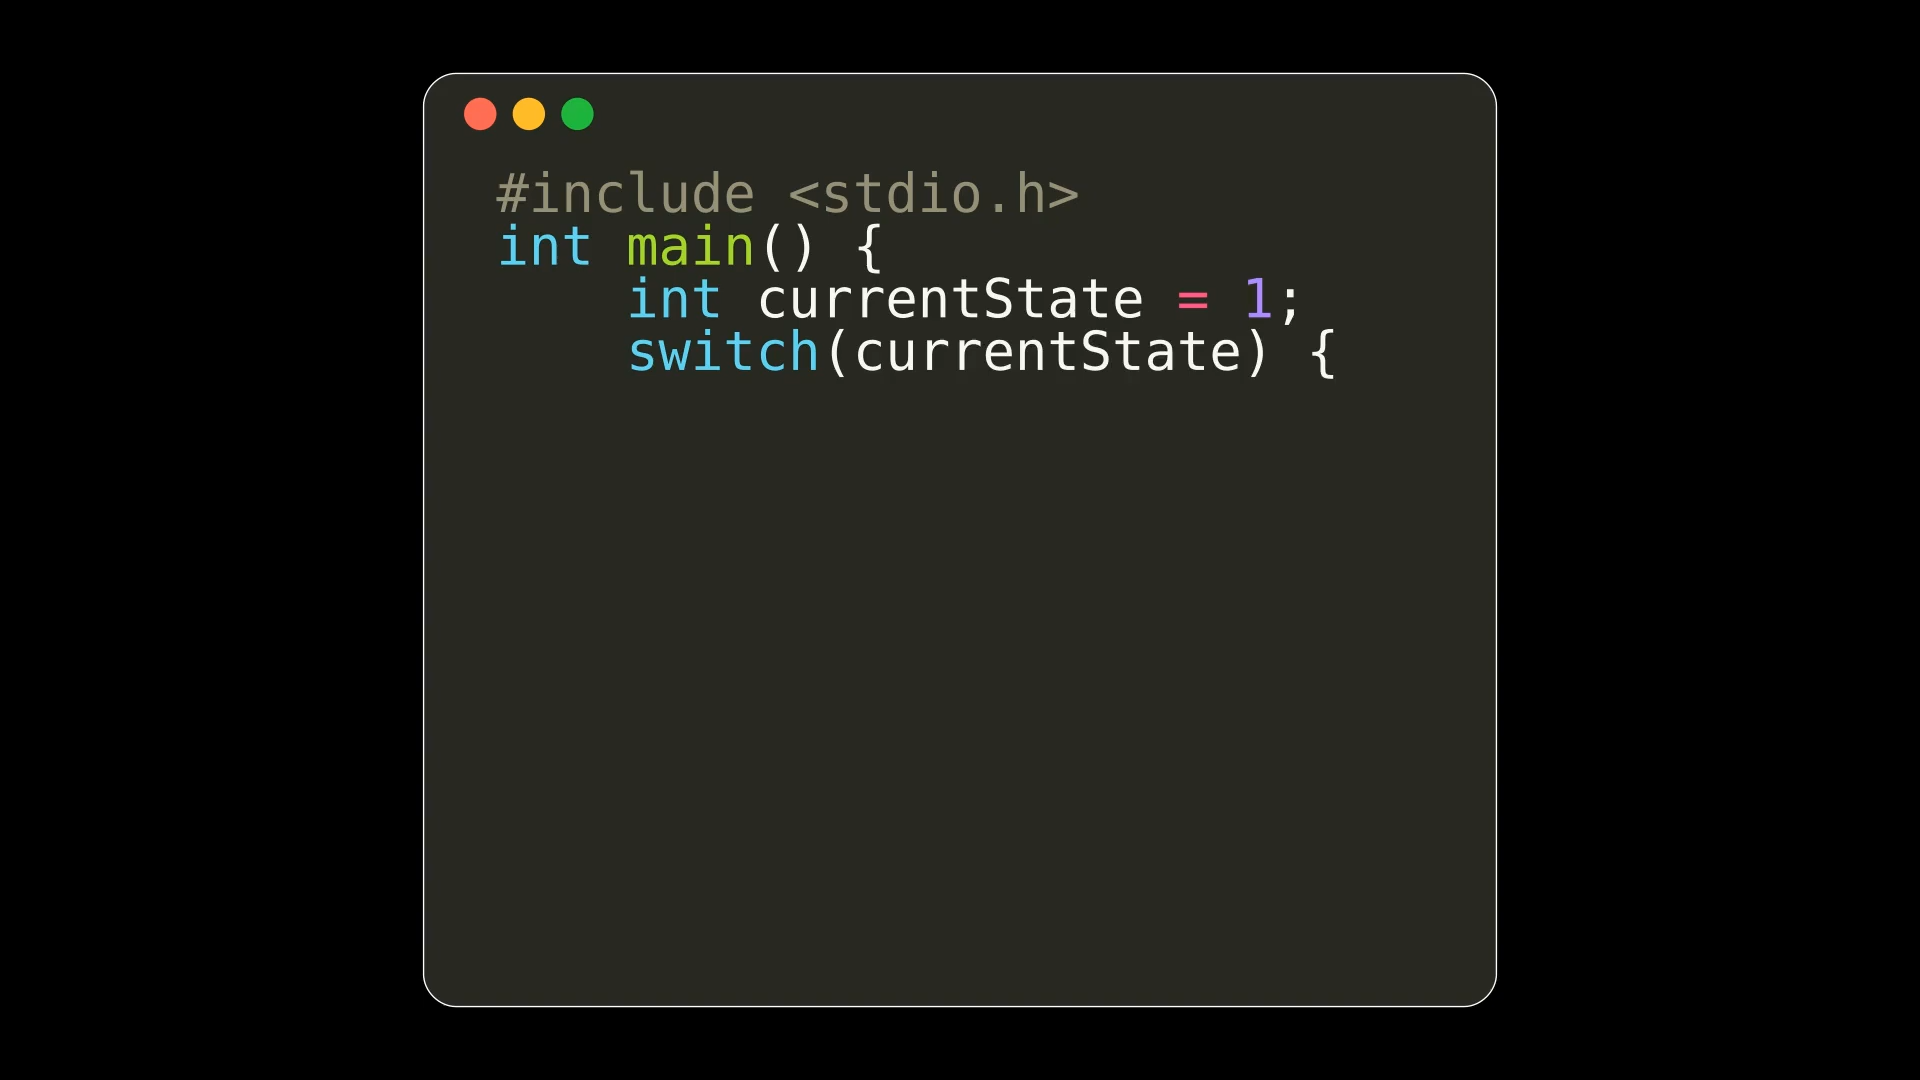 #include <stdio.h>
int main() {
    int currentState = 1;
    switch(currentState) {